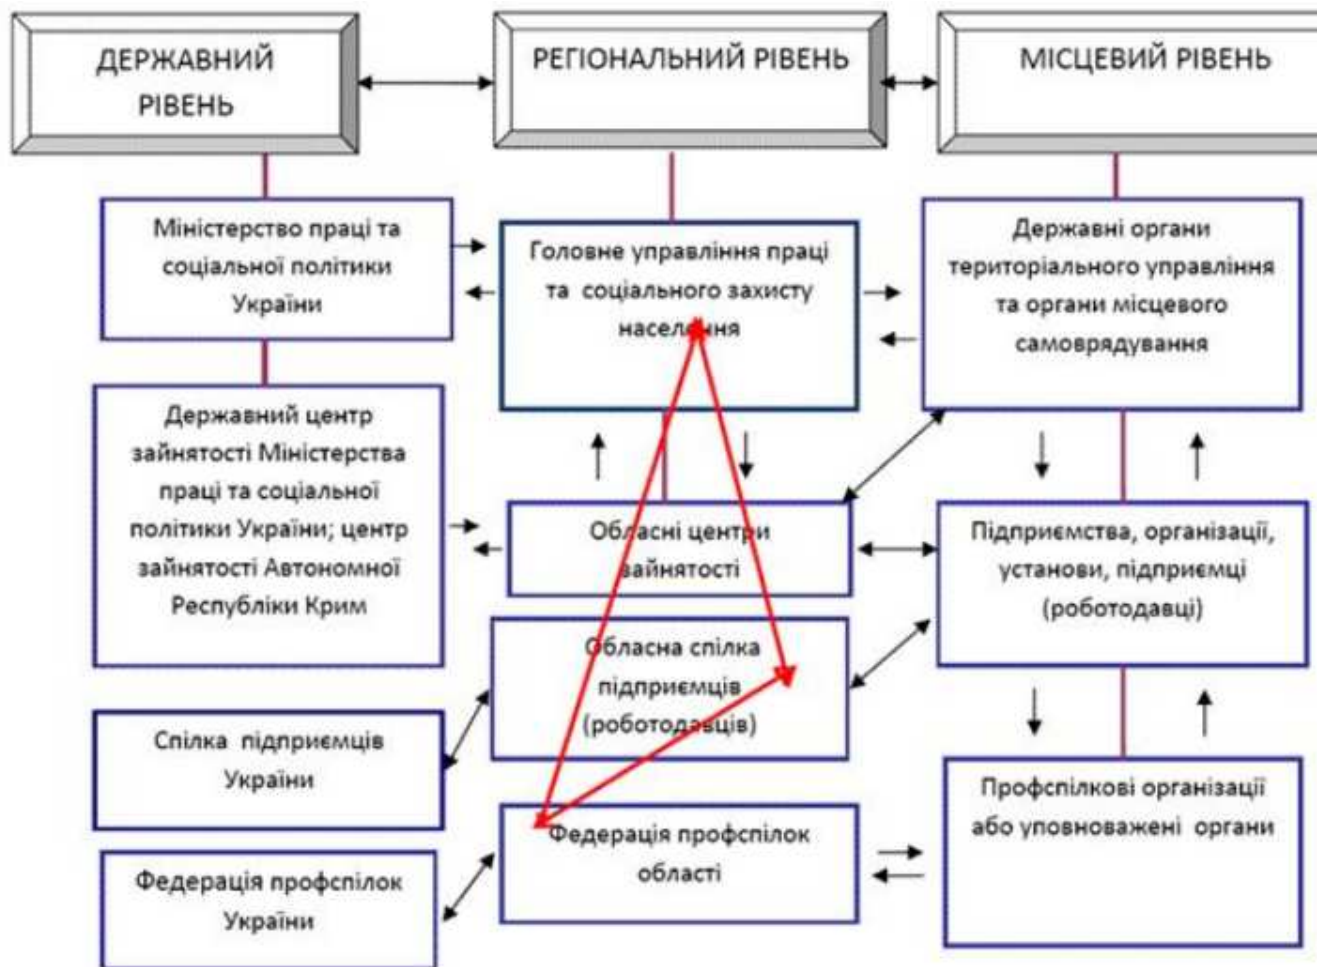 ДЕРЖАВНИЙ
РІВЕНЬ
РЕГІОНАЛЬНИЙ РІВЕНЬ
МІСЦЕВИЙ РІВЕНЬ
Міністерство праці та
соціальної політики
України
Державний центр
зайнятості Міністерства
праці та соціальної
політики України; центр
зайнятості Автономної
Республіки Крим
Спілка підприємців
України
Федерація профспілок
України
Головне управління праці
та соціального захисту
населення
Обласні центри
зайнятості
Обласна спілка
підприємців
(роботодавців)
Федерація профспілок
області
Державні органи
територіального управління
та органи місцевого
самоврядування
Підприємства, організації,
установи, підприємці
(роботодавці)
Профспілкові організації
або уповноважені органи